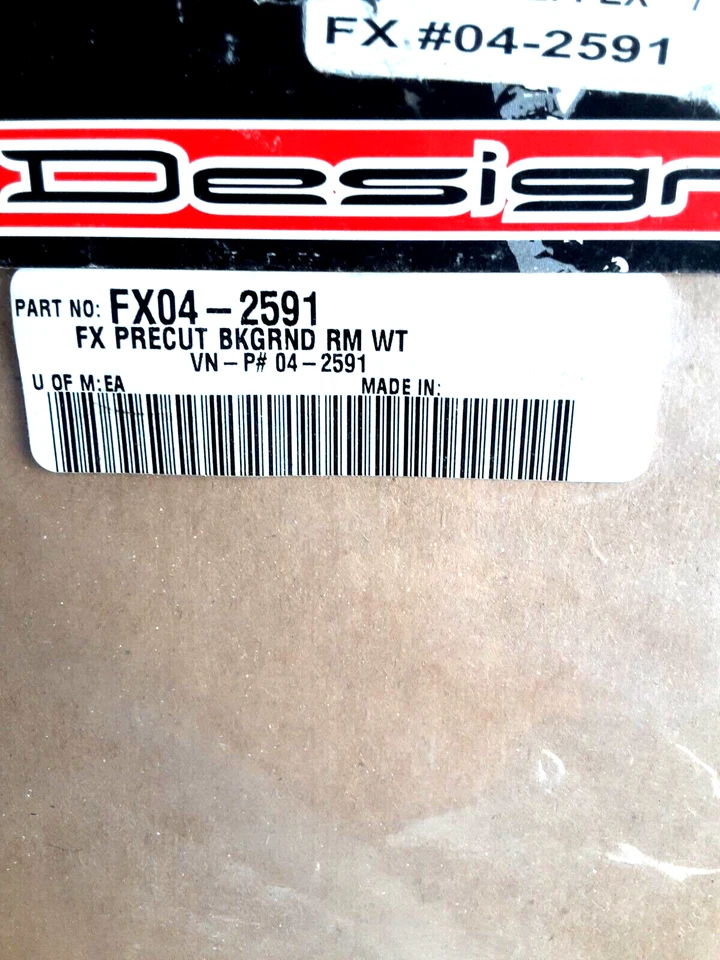 FX #04-2591
Design
PART NO: FX04-2591
FX PRECUT BKGRND RM WT
VN-P# 04-2591
U OF M: EA MADE IN: